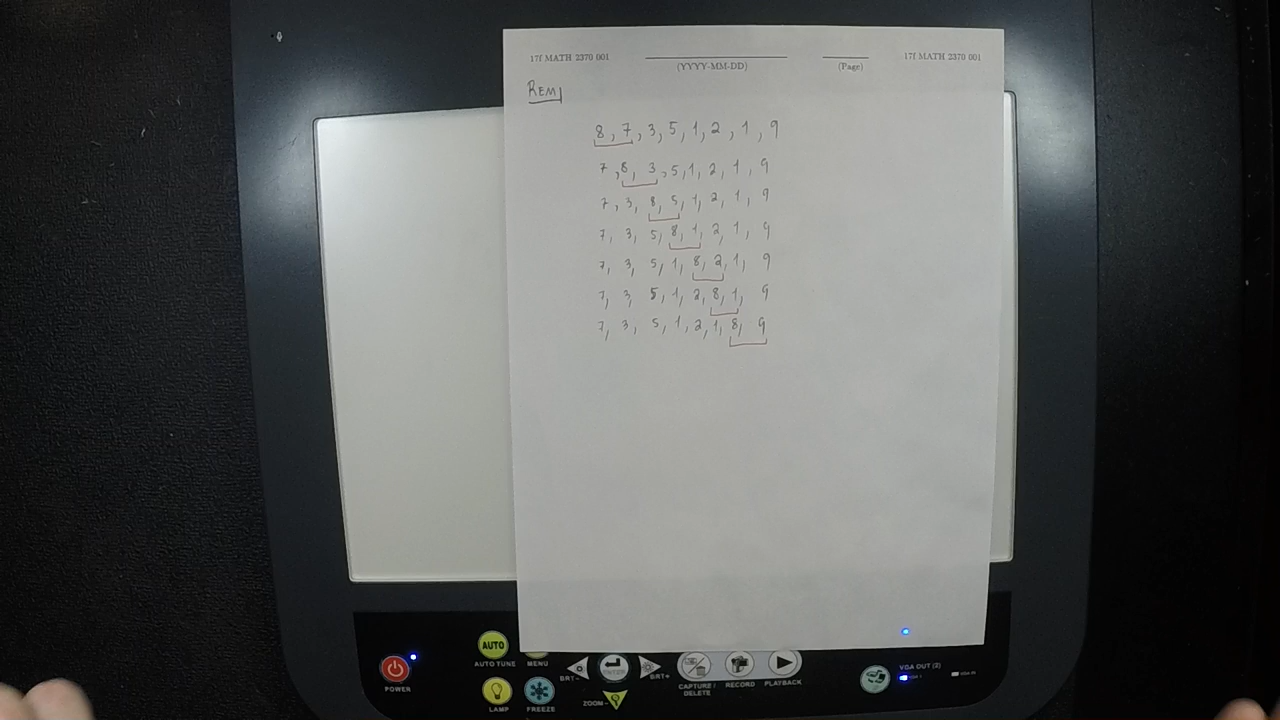 17f MATH 2370 001 (YYYY-MM-DD) (Page) 17f MATH 2370 001
REM
8, 7, 3, 5, 1, 2, 1, 9
7, 8, 3, 5, 1, 2, 1, 9
7, 3, 8, 5, 1, 2, 1, 9
7, 3, 5, 8, 1, 2, 1, 9
7, 3, 5, 1, 8, 2, 1, 9
7, 3, 5, 1, 2, 8, 1, 9
7, 3, 5, 1, 2, 1, 8, 9
POWER
AUTO
AUTO TUNE
MENU
LAMP
FREEZE
BRT-
ENTER
BRT+
ZOOM-
CAPTURE / DELETE
RECORD
PLAYBACK
VGA OUT (2)